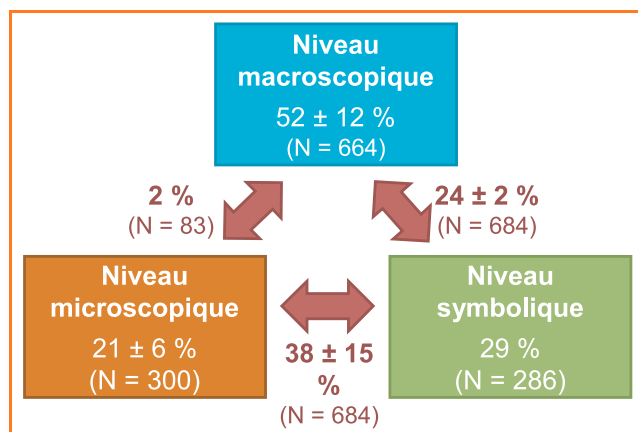 Niveau
macroscopique
52 ± 12 %
(N = 664)
2 %
(N = 83)
24 ± 2 %
(N = 684)
Niveau
microscopique
21 ± 6 %
(N = 300)
38 ± 15
%
(N = 684)
Niveau
symbolique
29 %
(N = 286)